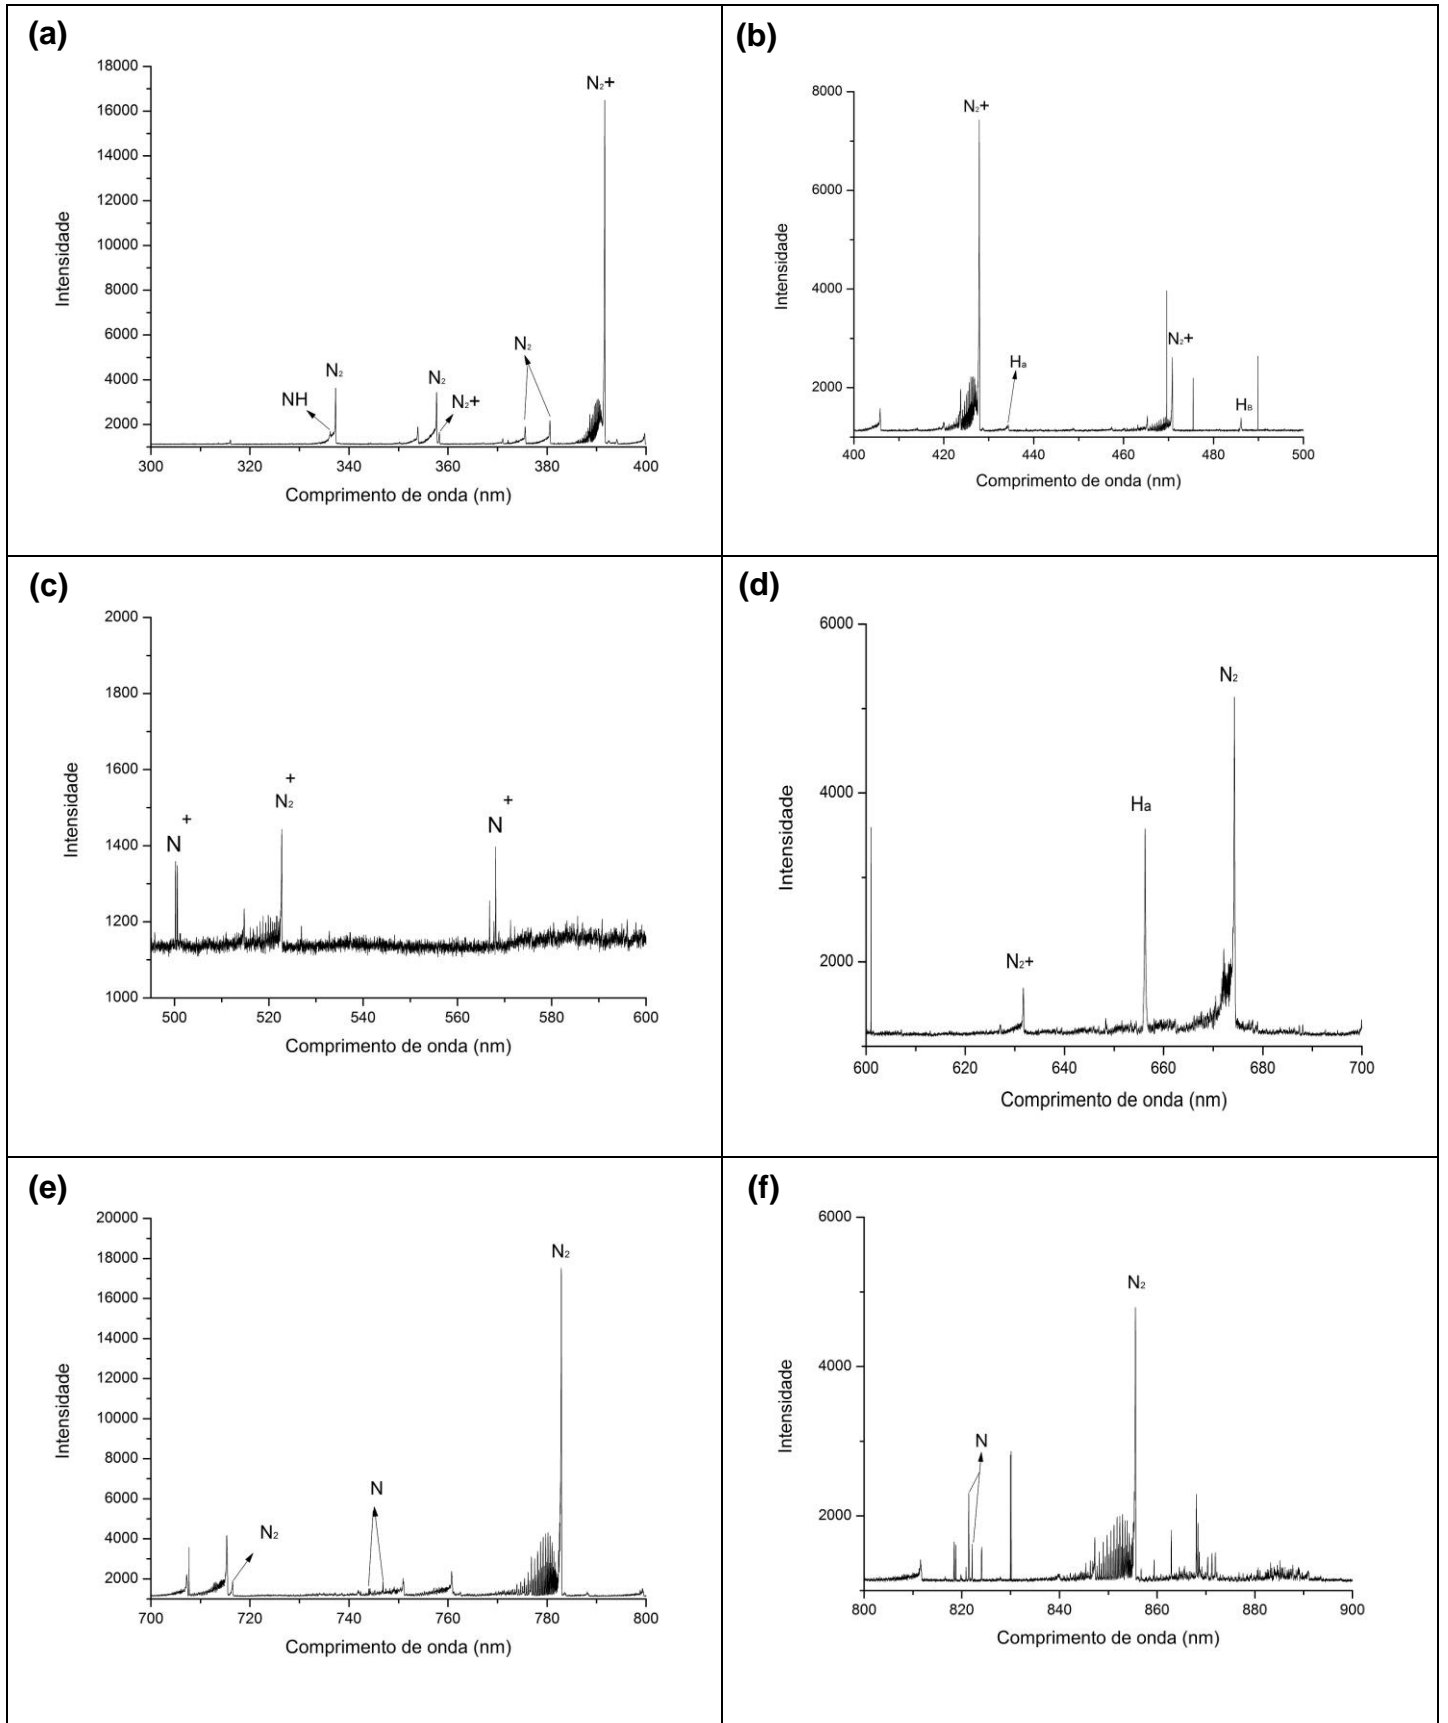 (a)
18000
16000
14000
12000
10000
8000
6000
4000
2000
Intensidade
N₂+
N₂
NH
N₂
N₂+
N₂
300 320 340 360 380 400
Comprimento de onda (nm)
(b)
8000
6000
4000
2000
Intensidade
N₂+
Ha
N₂+
HB
400 420 440 460 480 500
Comprimento de onda (nm)
(c)
2000
1800
1600
1400
1200
1000
Intensidade
N+
N₂+
N+
500 520 540 560 580 600
Comprimento de onda (nm)
(d)
6000
4000
2000
Intensidade
N₂+
Ha
N₂
600 620 640 660 680 700
Comprimento de onda (nm)
(e)
20000
18000
16000
14000
12000
10000
8000
6000
4000
2000
Intensidade
N₂
N
N₂
700 720 740 760 780 800
Comprimento de onda (nm)
(f)
6000
4000
2000
Intensidade
N
N₂
800 820 840 860 880 900
Comprimento de onda (nm)